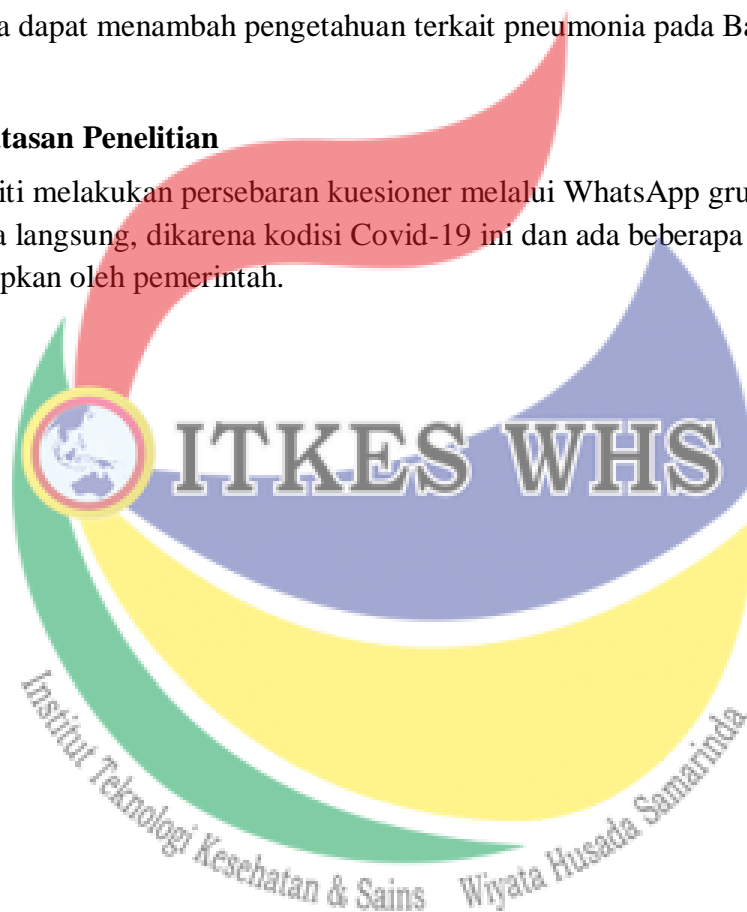 a dapat menambah pengetahuan terkait pneumonia pada Ba
tasan Penelitian
iti melakukan persebaran kuesioner melalui WhatsApp gru
a langsung, dikarena kodisi Covid-19 ini dan ada beberapa
pkan oleh pemerintah.
ITKES WHS
Institut Teknologi Kesehatan & Sains Wiyata Husada Samarinda